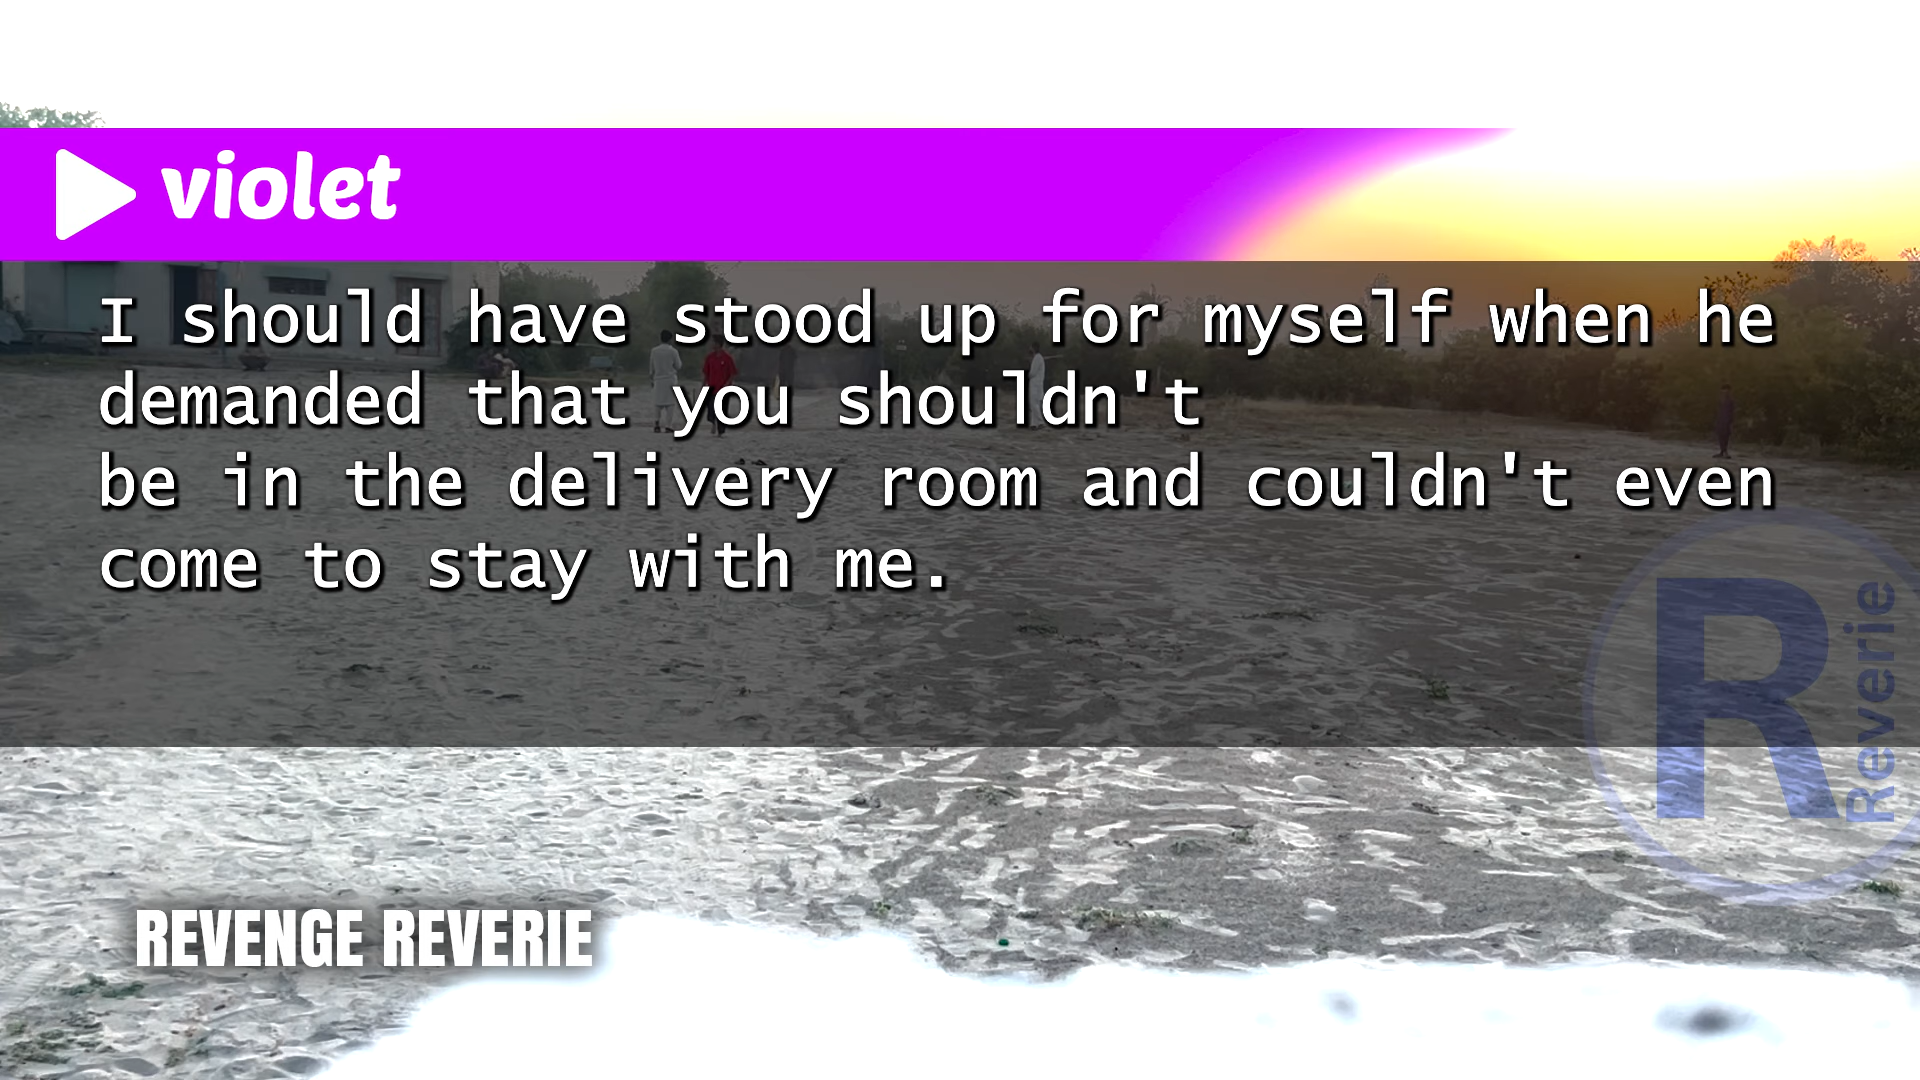 violet
I should have stood up for myself when he
demanded that you shouldn't
be in the delivery room and couldn't even
come to stay with me.
R
Reverie
REVENGE REVERIE